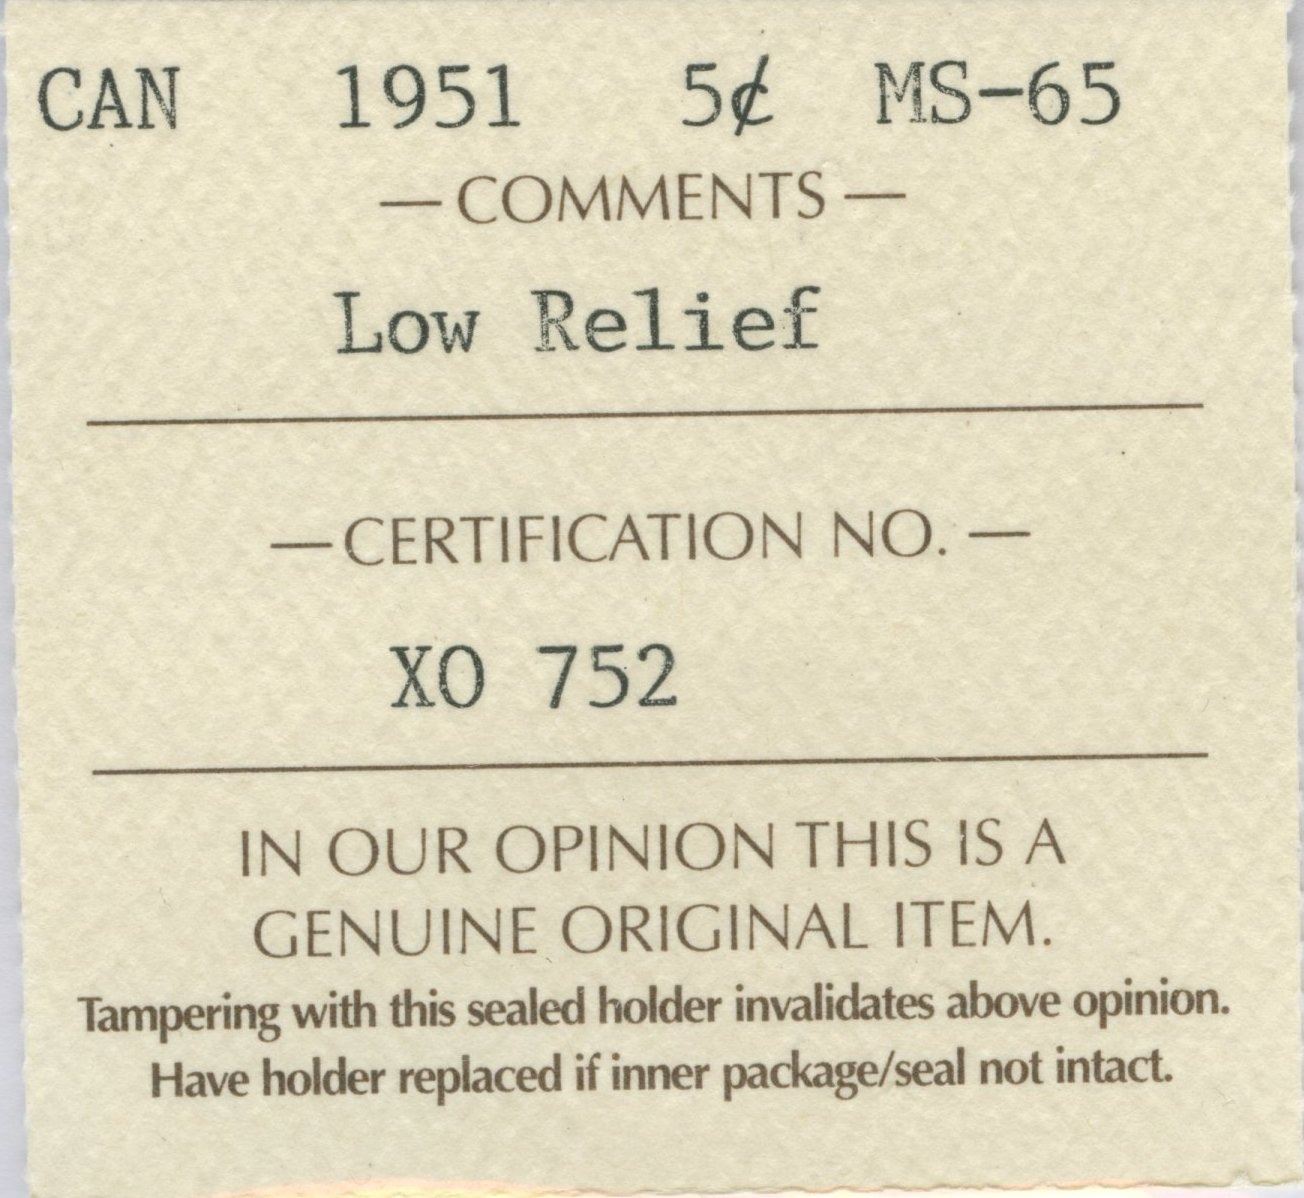 CAN 1951 5¢ MS-65
— COMMENTS —
Low Relief
— CERTIFICATION NO. —
XO 752
IN OUR OPINION THIS IS A
GENUINE ORIGINAL ITEM.
Tampering with this sealed holder invalidates above opinion.
Have holder replaced if inner package/seal not intact.